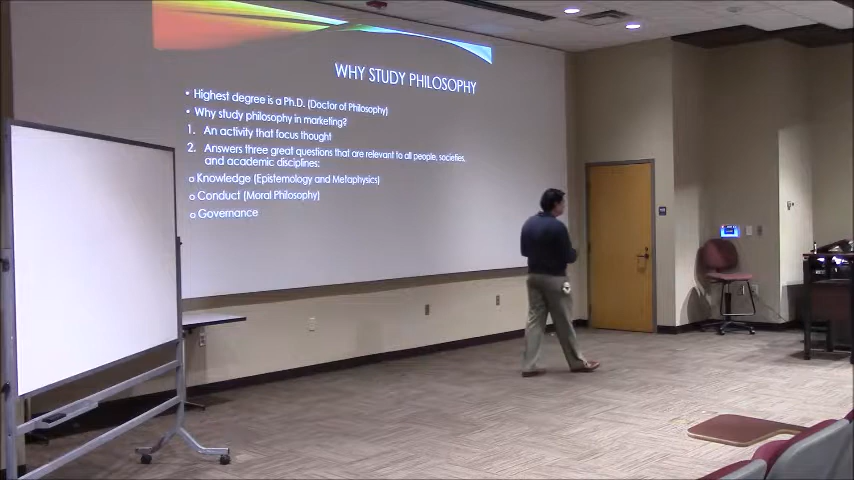 WHY STUDY PHILOSOPHY
• Highest degree is a Ph.D. (Doctor of Philosophy)
• Why study philosophy in marketing?
1. An activity that focus thought
2. Answers three great questions that are relevant to all people, societies,
and academic disciplines:
o Knowledge (Epistemology and Metaphysics)
o Conduct (Moral Philosophy)
o Governance